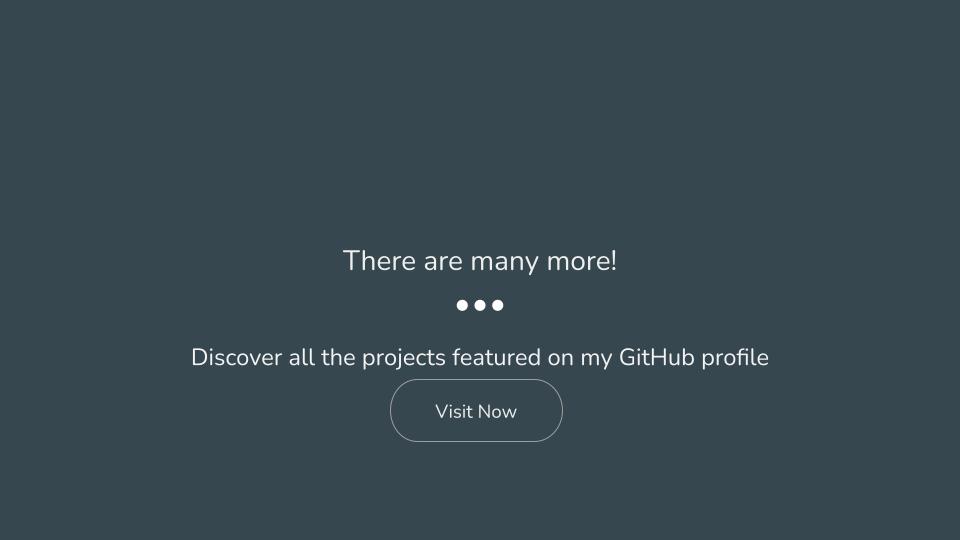 There are many more!
Discover all the projects featured on my GitHub profile
Visit Now